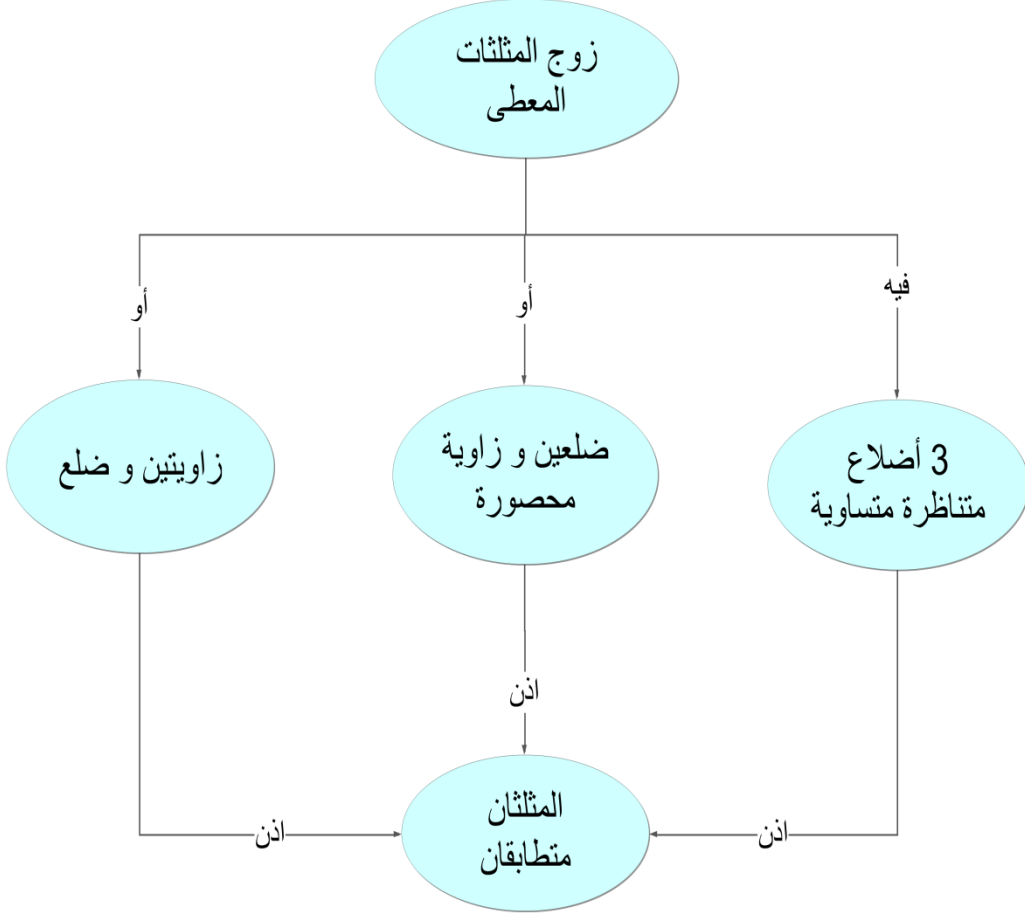 زوج المثلثات
المعطى
فيه
أو
أو
3 أضلاع
متناظرة متساوية
ضلعين و زاوية
محصورة
زاويتين و ضلع
اذن
اذن
اذن
المثلثان
متطابقان